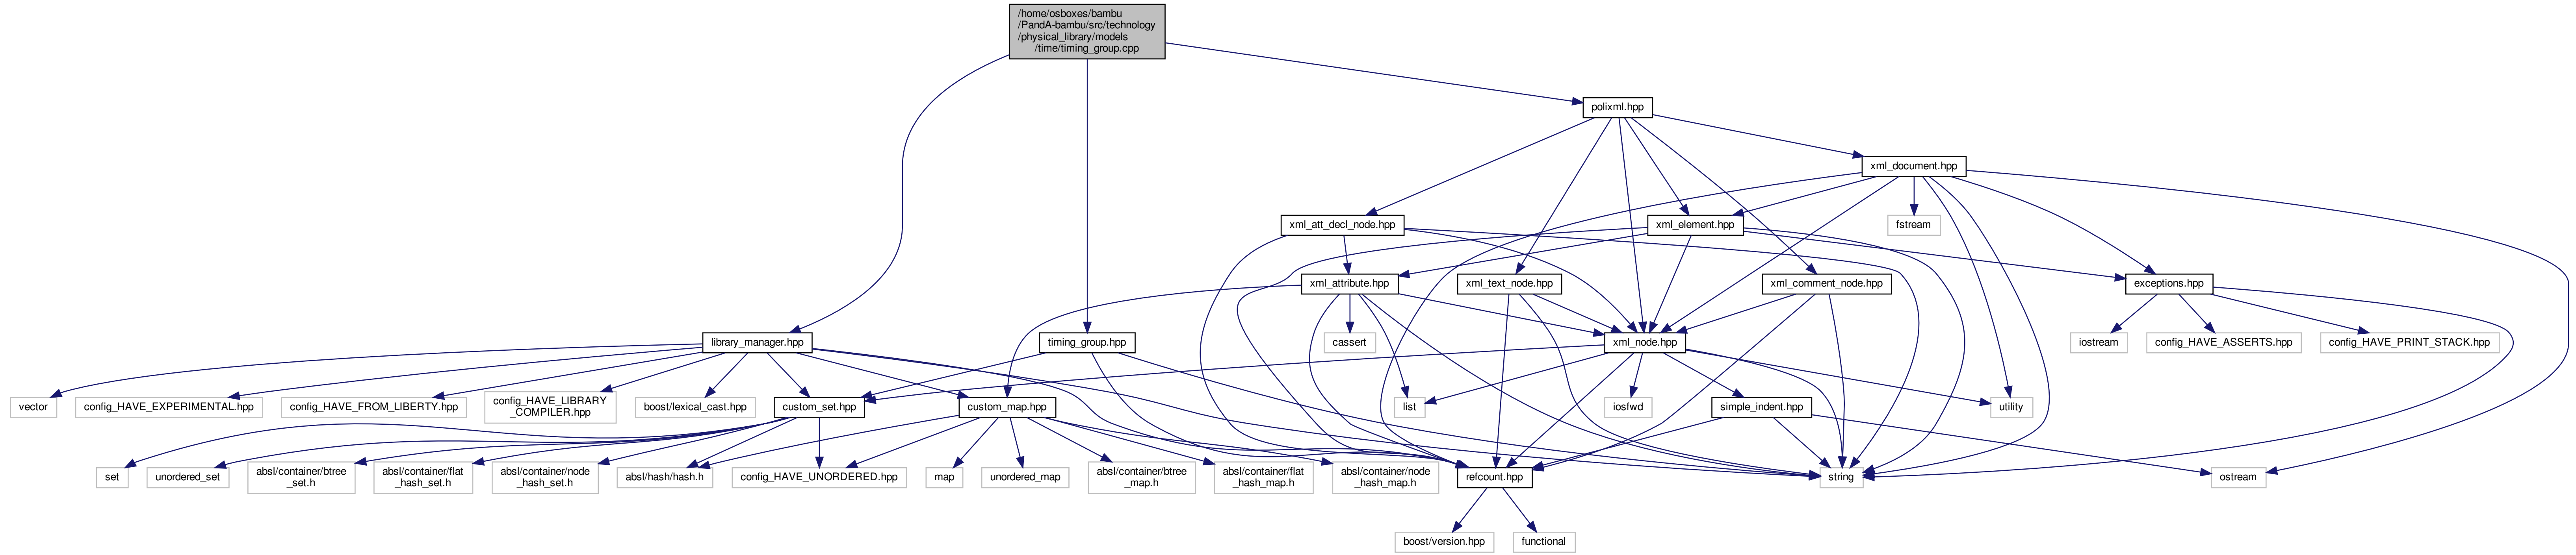 /home/osboxes/bambu
/PandA-bambu/src/technology
/physical_library/models
/time/timing_group.cpp
polixml.hpp
xml_document.hpp
xml_att_decl_node.hpp
xml_element.hpp
fstream
xml_attribute.hpp
xml_text_node.hpp
xml_comment_node.hpp
exceptions.hpp
library_manager.hpp
timing_group.hpp
cassert
xml_node.hpp
iostream
config_HAVE_ASSERTS.hpp
config_HAVE_PRINT_STACK.hpp
vector
config_HAVE_EXPERIMENTAL.hpp
config_HAVE_FROM_LIBERTY.hpp
config_HAVE_LIBRARY
_COMPILER.hpp
boost/lexical_cast.hpp
custom_set.hpp
custom_map.hpp
list
iosfwd
simple_indent.hpp
utility
set
unordered_set
absl/container/btree
_set.h
absl/container/flat
_hash_set.h
absl/container/node
_hash_set.h
absl/hash/hash.h
config_HAVE_UNORDERED.hpp
map
unordered_map
absl/container/btree
_map.h
absl/container/flat
_hash_map.h
absl/container/node
_hash_map.h
refcount.hpp
string
ostream
boost/version.hpp
functional